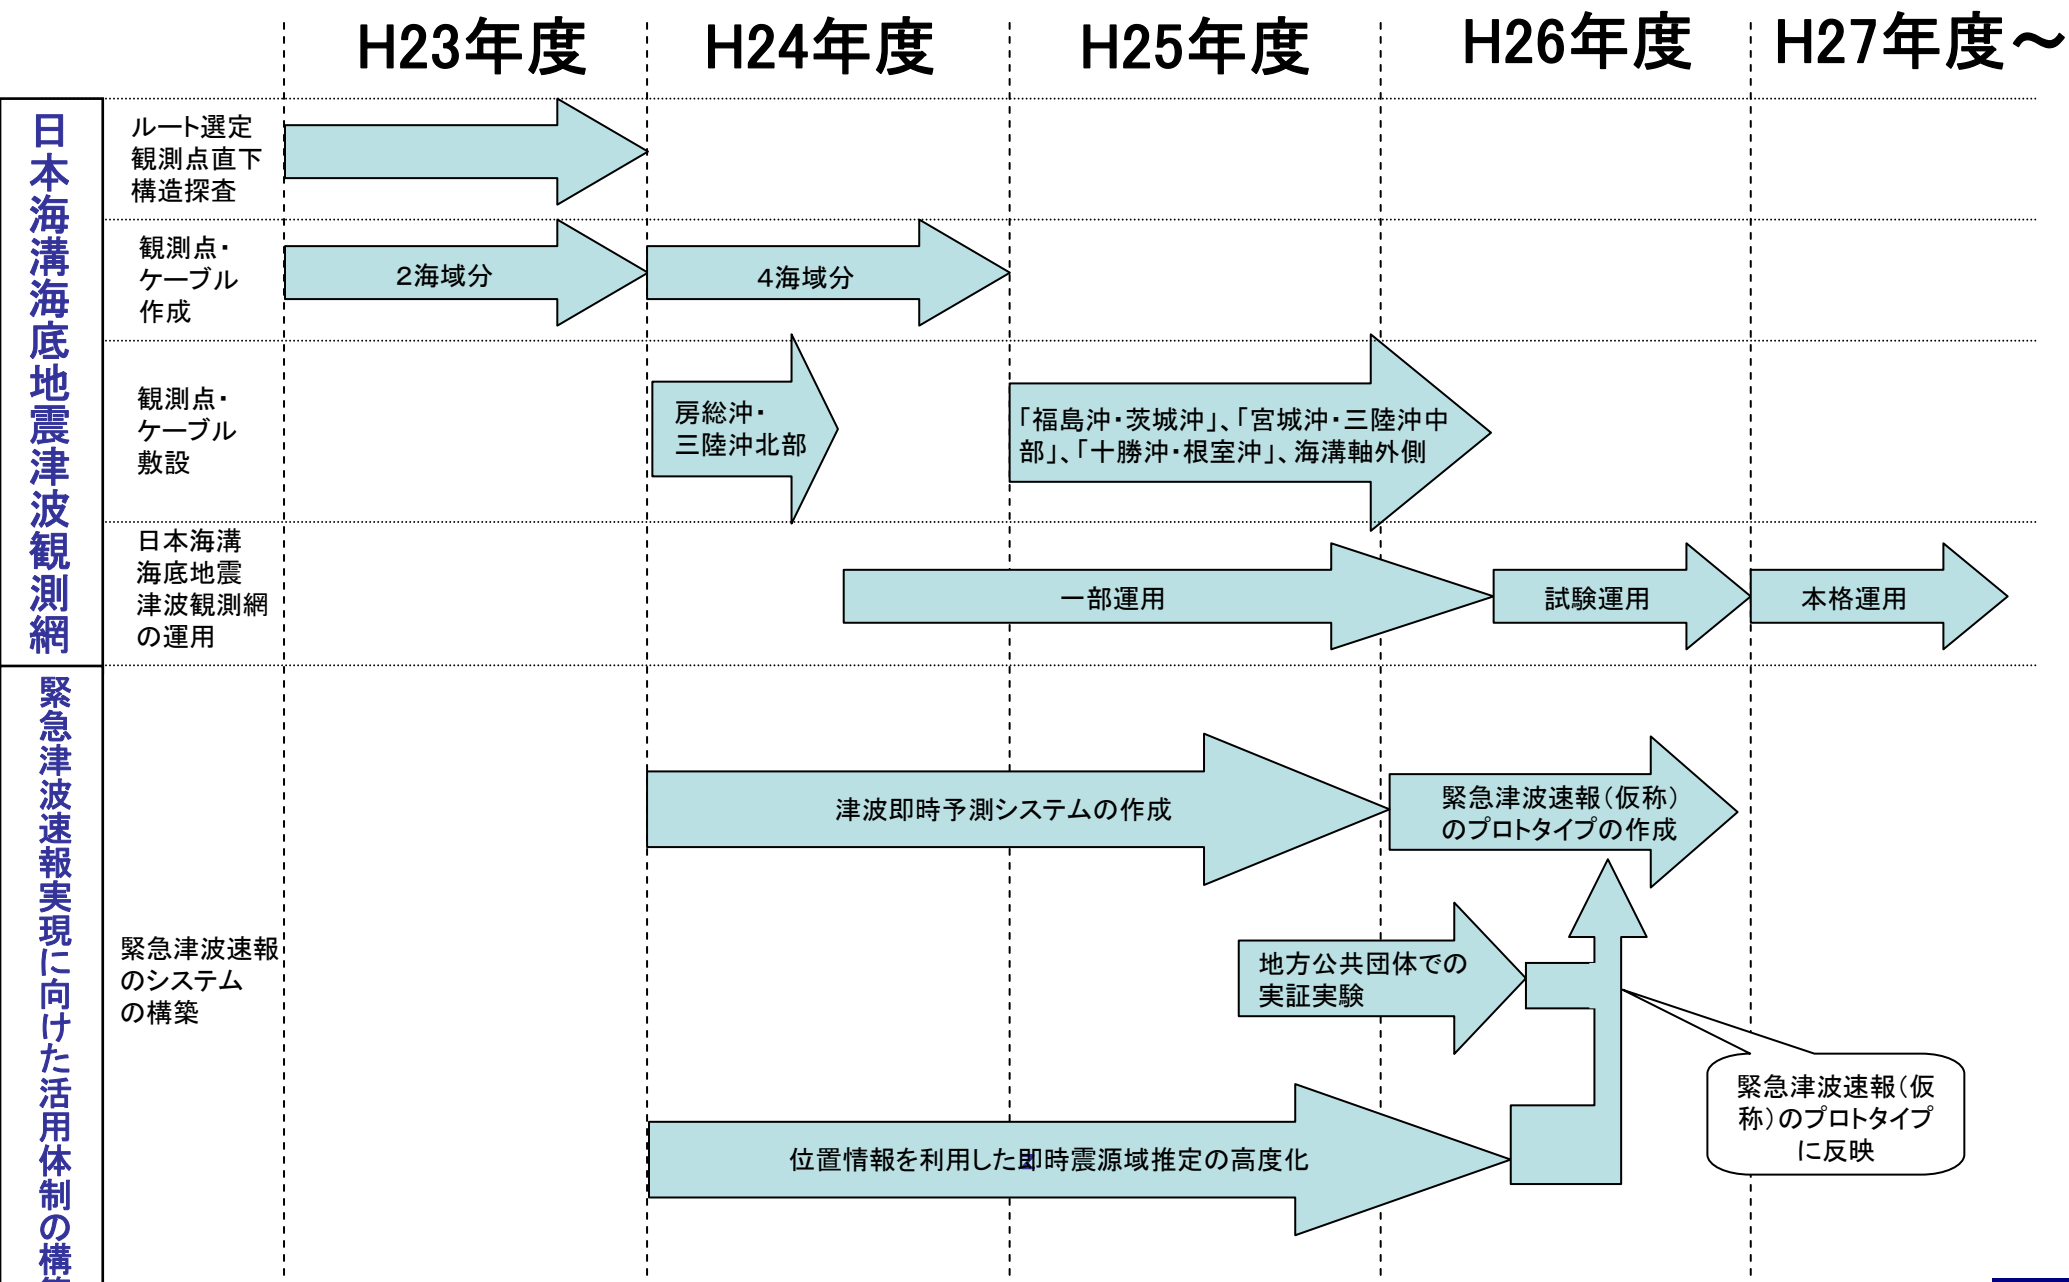 H23年度
H24年度
H25年度
H26年度
H27年度～
日本海溝海底地震津波観測網
ルート選定
観測点直下
構造探査
観測点・
ケーブル
作成
２海域分
4海域分
観測点・
ケーブル
敷設
房総沖・
三陸沖北部
「福島沖・茨城沖」、「宮城沖・三陸沖中
部」、「十勝沖・根室沖」、海溝軸外側
日本海溝
海底地震
津波観測網
の運用
一部運用
試験運用
本格運用
緊急津波速報実現に向けた活用体制の構
緊急津波速報
のシステム
の構築
津波即時予測システムの作成
緊急津波速報（仮称）
のプロトタイプの作成
地方公共団体での
実証実験
位置情報を利用した即時震源域推定の高度化
緊急津波速報（仮
称）のプロトタイプ
に反映